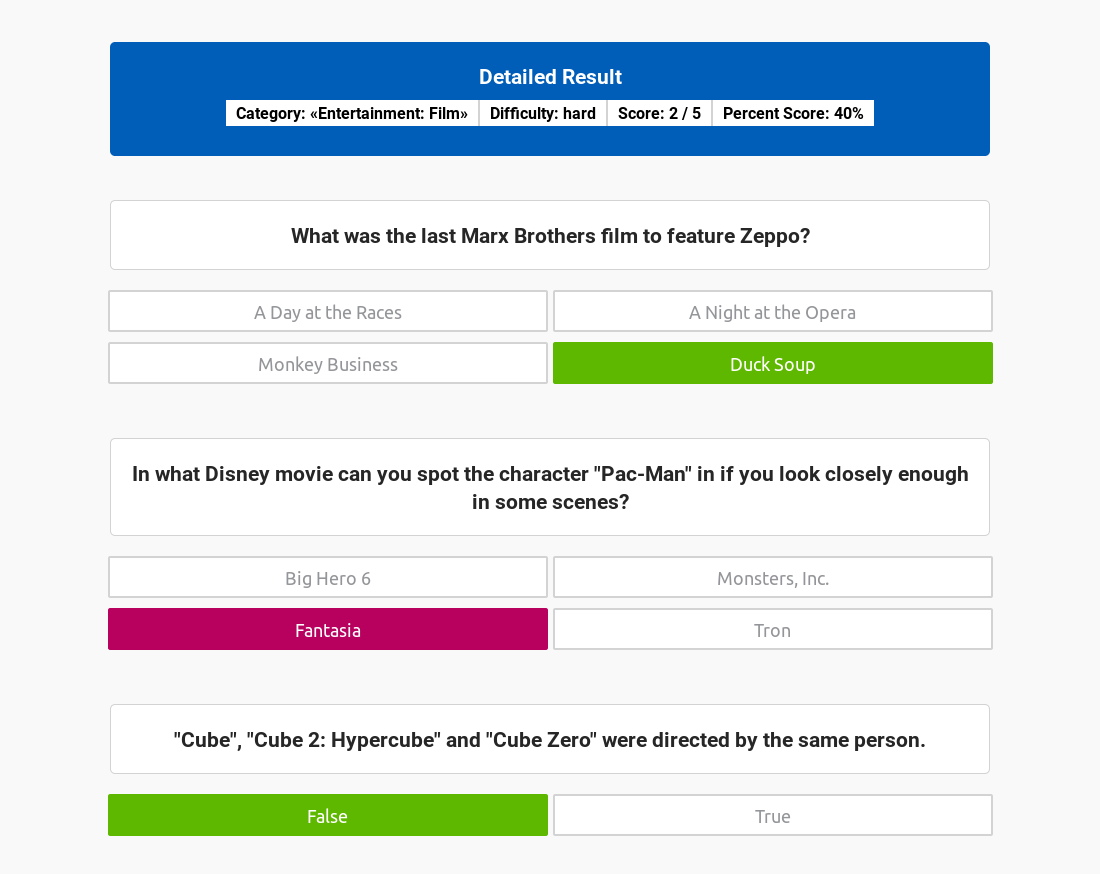 Detailed Result
Category: «Entertainment: Film» Difficulty: hard Score: 2 / 5 Percent Score: 40%
What was the last Marx Brothers film to feature Zeppo?
A Day at the Races
A Night at the Opera
Monkey Business
Duck Soup
In what Disney movie can you spot the character "Pac-Man" in if you look closely enough
in some scenes?
Big Hero 6
Monsters, Inc.
Fantasia
Tron
"Cube", "Cube 2: Hypercube" and "Cube Zero" were directed by the same person.
False
True